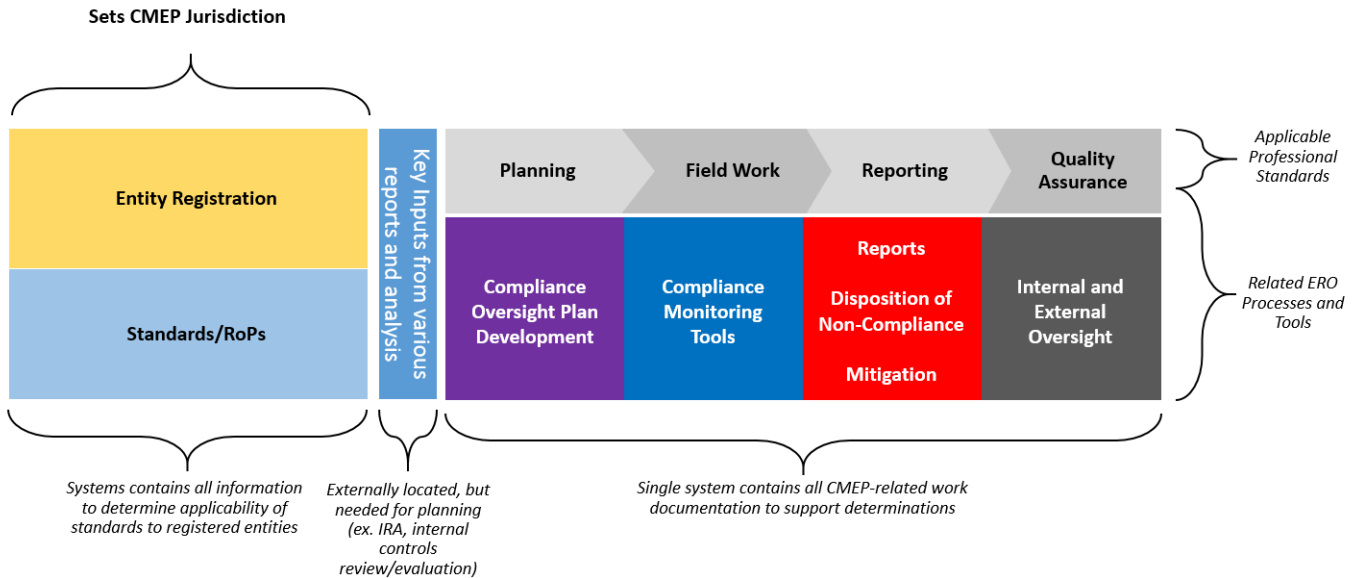 Sets CMEP Jurisdiction
Entity Registration
Standards/RoPs
Key Inputs from various
reports and analysis
Planning
Field Work
Reporting
Quality
Assurance
Compliance
Oversight Plan
Development
Compliance
Monitoring
Tools
Reports
Disposition of
Non-Compliance
Mitigation
Internal and
External
Oversight
Applicable
Professional
Standards
Related ERO
Processes and
Tools
Systems contains all information
to determine applicability of
standards to registered entities
Externally located, but
needed for planning
(ex. IRA, internal
controls
review/evaluation)
Single system contains all CMEP-related work
documentation to support determinations